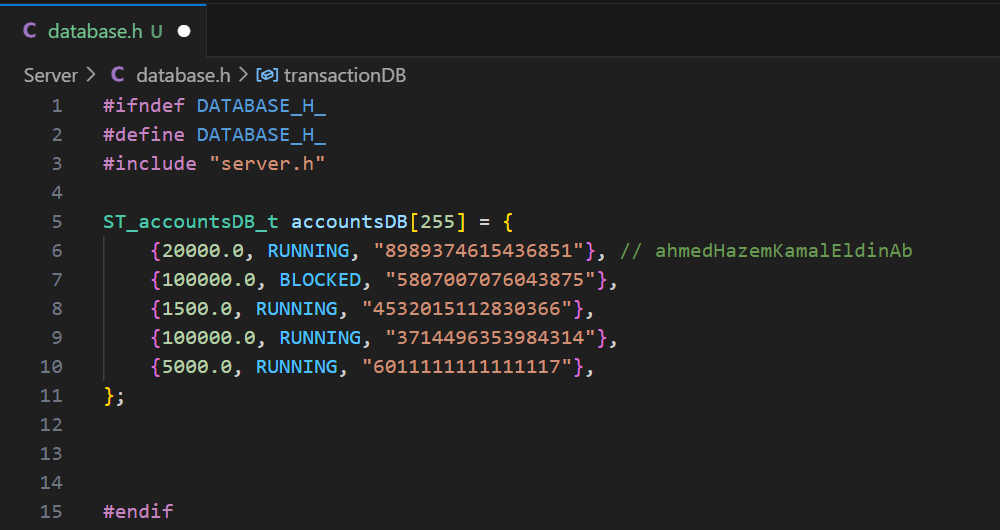 database.h U
Server > database.h > transactionDB
1 #ifndef DATABASE_H_
2 #define DATABASE_H_
3 #include "server.h"
4
5 ST_accountsDB_t accountsDB[255] = {
6 {20000.0, RUNNING, "8989374615436851"}, // ahmedHazemKamalEldinAb
7 {100000.0, BLOCKED, "5807007076043875"},
8 {1500.0, RUNNING, "4532015112830366"},
9 {100000.0, RUNNING, "3714496353984314"},
10 {5000.0, RUNNING, "6011111111111117"},
11 };
12
13
14
15 #endif